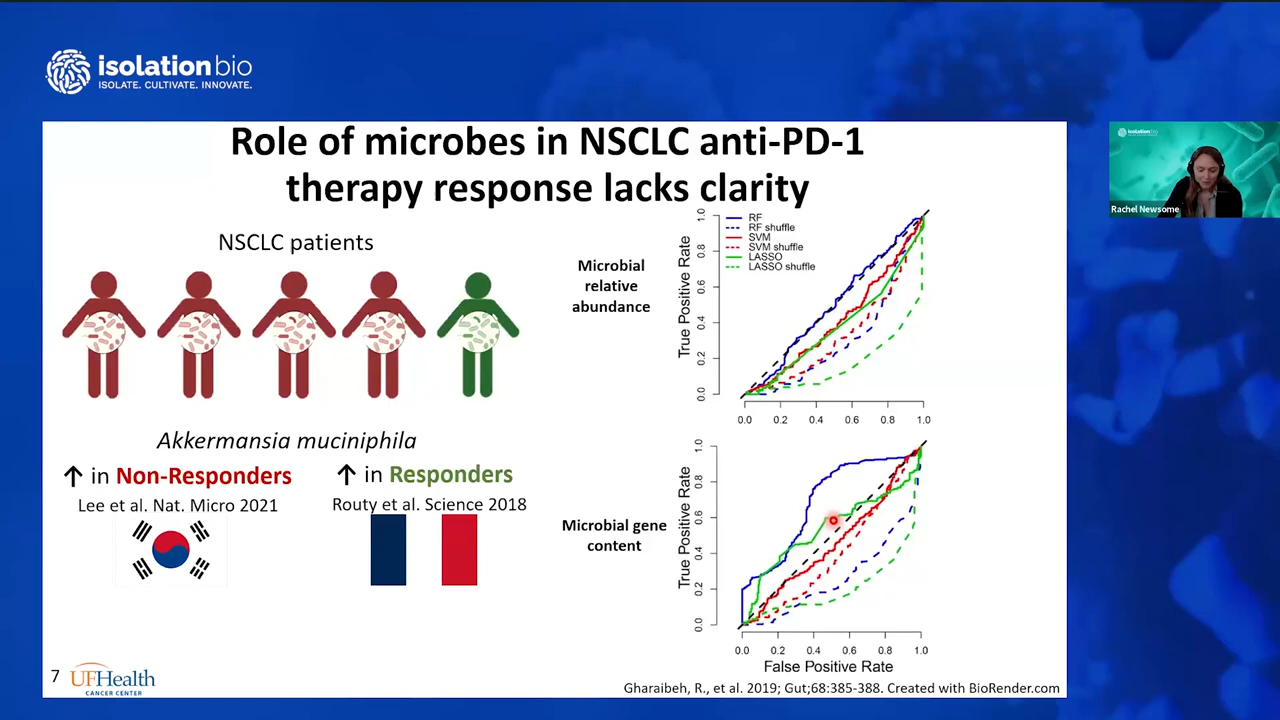 isolation bio
ISOLATE. CULTIVATE. INNOVATE.
Role of microbes in NSCLC anti-PD-1
therapy response lacks clarity
isolation bio
Rachel Newsome
NSCLC patients
Akkermansia muciniphila
↑ in Non-Responders
Lee et al. Nat. Micro 2021
↑ in Responders
Routy et al. Science 2018
Microbial
relative
abundance
True Positive Rate
1.0
0.8
0.6
0.4
0.2
0.0
RF
RF shuffle
SVM
SVM shuffle
LASSO
LASSO shuffle
0.0 0.2 0.4 0.6 0.8 1.0
Microbial gene
content
True Positive Rate
1.0
0.8
0.6
0.4
0.2
0.0
0.0 0.2 0.4 0.6 0.8 1.0
False Positive Rate
7
UFHealth
CANCER CENTER
Gharaibeh, R., et al. 2019; Gut;68:385-388. Created with BioRender.com